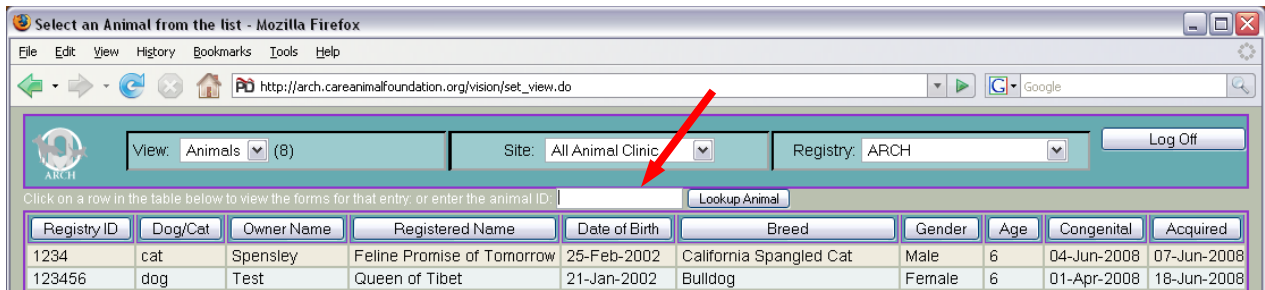 Select an Animal from the list - Mozilla Firefox
File Edit View History Bookmarks Tools Help
http://arch.careanimalfoundation.org/vision/set_view.do G Google
ARCH
View: Animals (8) Site: All Animal Clinic Registry: ARCH Log Off
Click on a row in the table below to view the forms for that entry: or enter the animal ID: Lookup Animal
Registry ID Dog/Cat Owner Name Registered Name Date of Birth Breed Gender Age Congenital Acquired
1234 cat Spensley Feline Promise of Tomorrow 25-Feb-2002 California Spangled Cat Male 6 04-Jun-2008 07-Jun-2008
123456 dog Test Queen of Tibet 21-Jan-2002 Bulldog Female 6 01-Apr-2008 18-Jun-2008